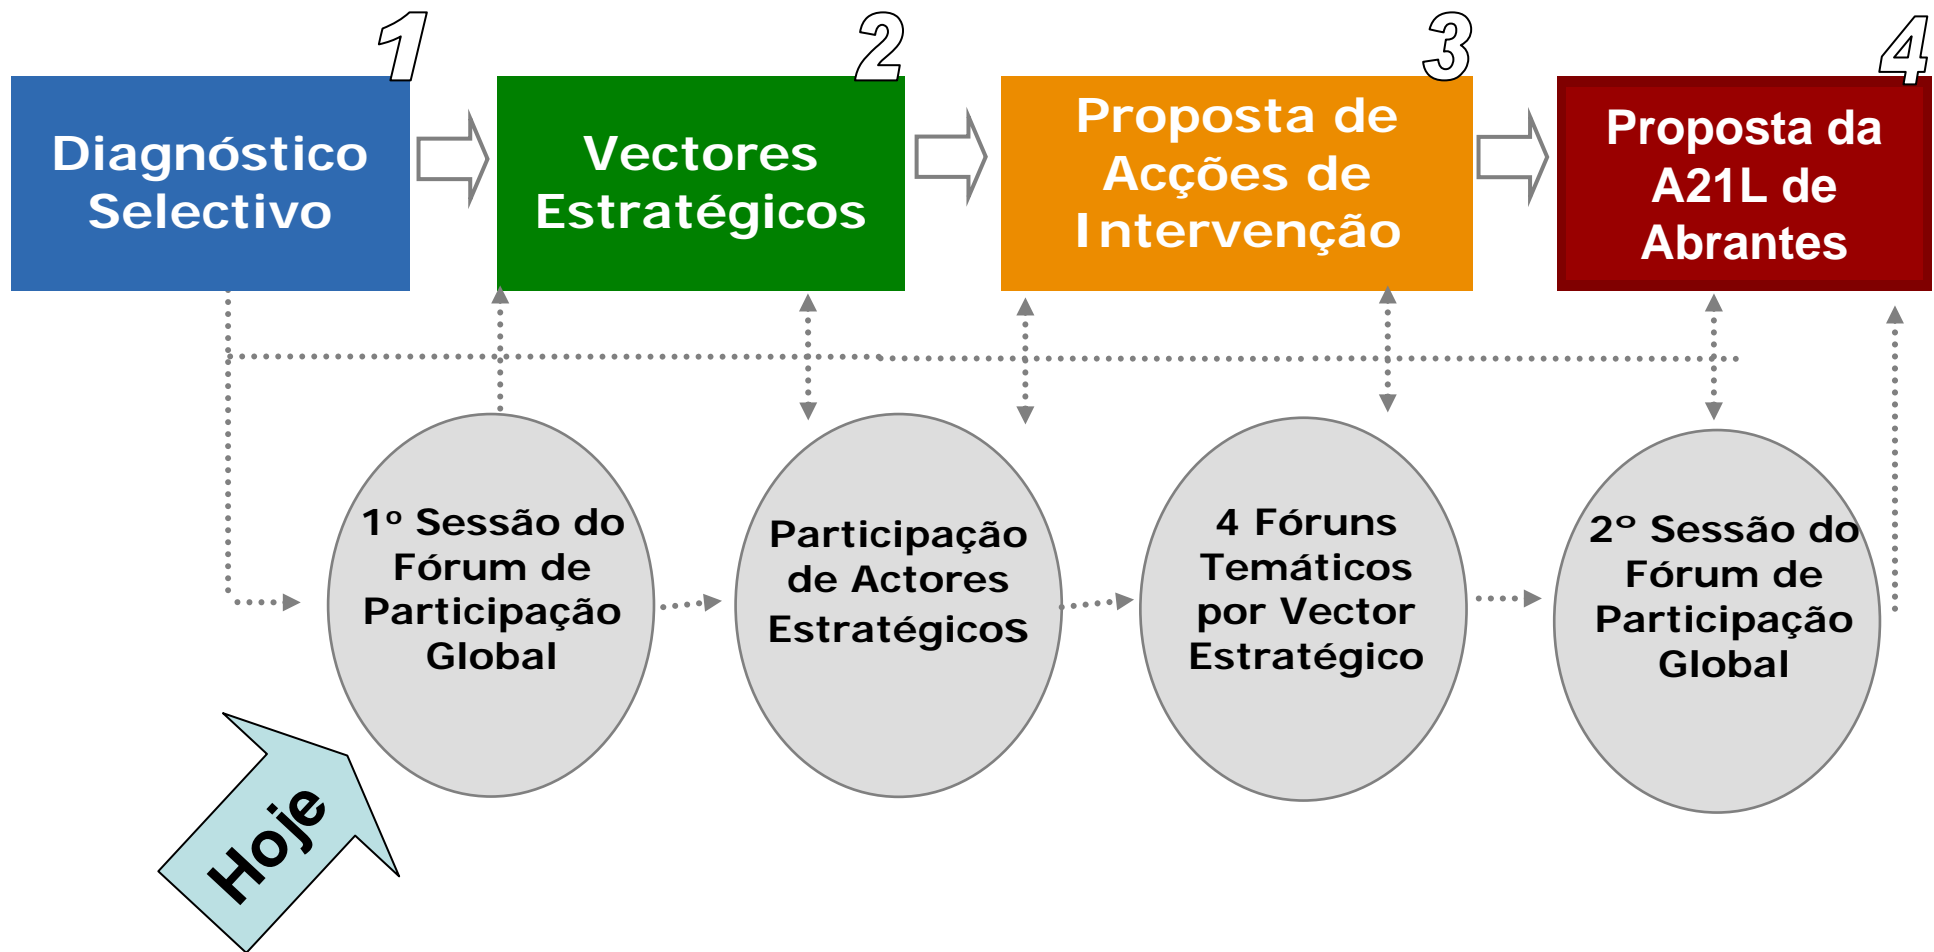 1
Diagnóstico
Selectivo
2
Vectores
Estratégicos
3
Proposta de
Acções de
Intervenção
4
Proposta da
A21L de
Abrantes
1º Sessão do
Fórum de
Participação
Global
Participação
de Actores
Estratégicos
4 Fóruns
Temáticos
por Vector
Estratégico
2º Sessão do
Fórum de
Participação
Global
Hoje